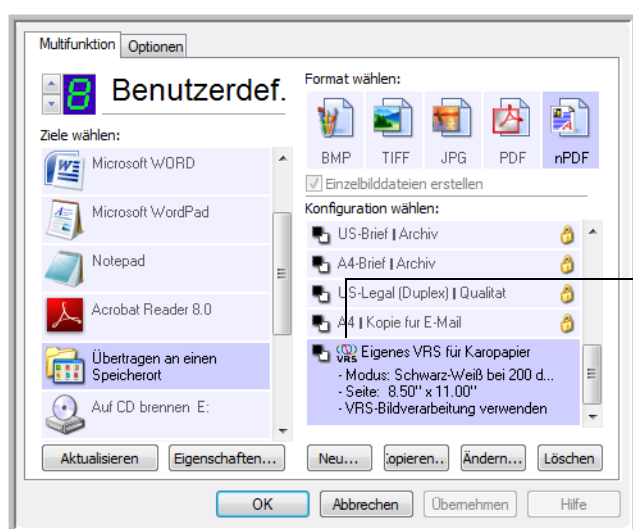 Multifunktion Optionen
8 Benutzerdef.
Ziele wählen:
Microsoft WORD
Microsoft WordPad
Notepad
Acrobat Reader 8.0
Übertragen an einen
Speicherort
Auf CD brennen E:
Aktualisieren Eigenschaften...
Format wählen:
BMP TIFF JPG PDF nPDF
Einzelbilddateien erstellen
Konfiguration wählen:
US-Brief | Archiv
A4-Brief | Archiv
US-Legal (Duplex) | Qualitat
A4 | Kopie fur E-Mail
VRS Eigenes VRS für Karopapier
- Modus: Schwarz-Weiß bei 200 d...
- Seite: 8.50" x 11.00"
- VRS-Bildverarbeitung verwenden
Neu... opieren.. Ändern... Löschen
OK Abbrechen Übernehmen Hilfe